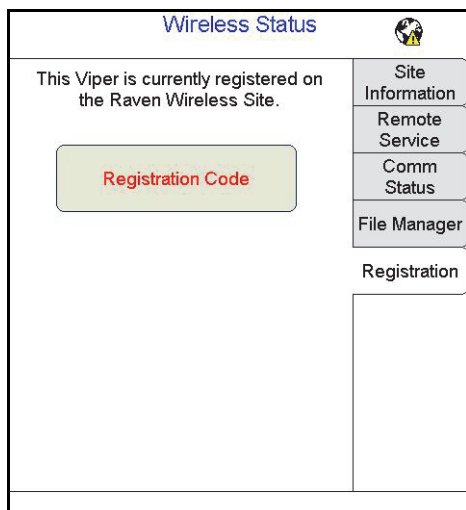 Wireless Status
This Viper is currently registered on
the Raven Wireless Site.
Registration Code
Site
Information
Remote
Service
Comm
Status
File Manager
Registration